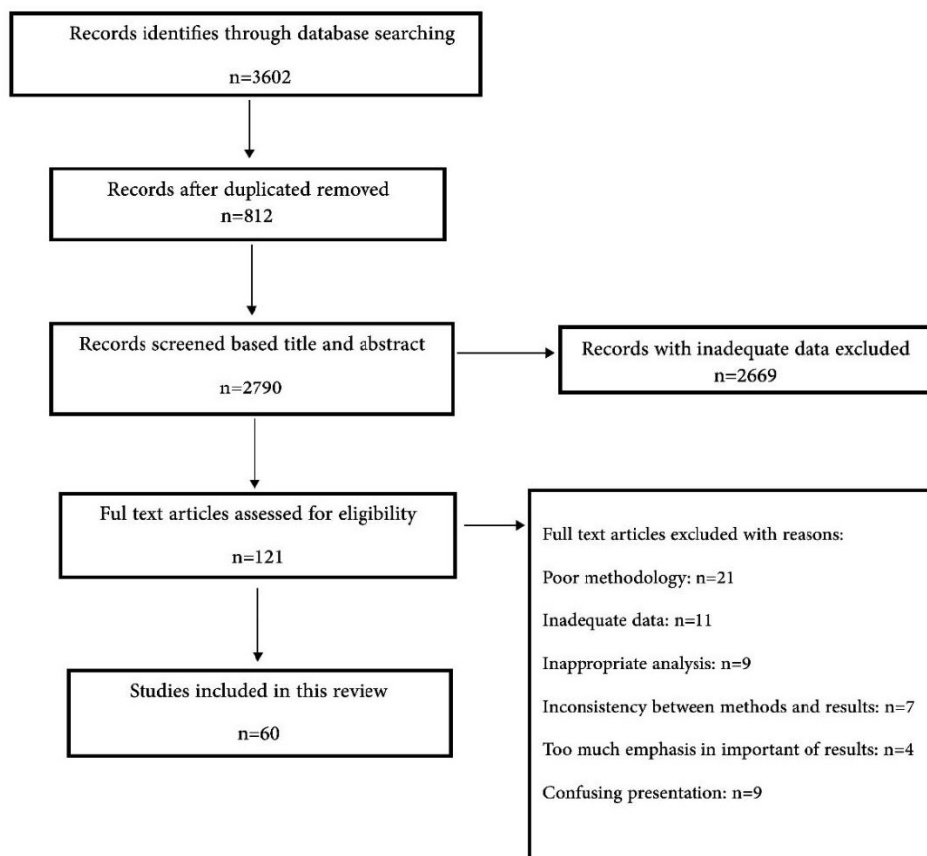 Records identifies through database searching
n=3602
Records after duplicated removed
n=812
Records screened based title and abstract
n=2790
Records with inadequate data excluded
n=2669
Ful text articles assessed for eligibility
n=121
Full text articles excluded with reasons:
Poor methodology: n=21
Inadequate data: n=11
Inappropriate analysis: n=9
Inconsistency between methods and results: n=7
Too much emphasis in important of results: n=4
Confusing presentation: n=9
Studies included in this review
n=60